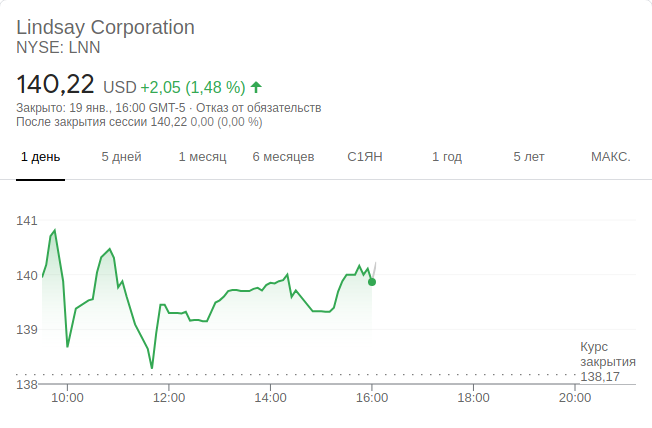 Lindsay Corporation
NYSE: LNN
140,22 USD +2,05 (1,48 %)
Закрыто: 19 янв., 16:00 GMT-5 · Отказ от обязательств
После закрытия сессии 140,22 0,00 (0,00 %)
1 день 5 дней 1 месяц 6 месяцев С1ЯН 1 год 5 лет МАКС.
141
140
139
Курс
закрытия
138,17
138
10:00 12:00 14:00 16:00 18:00 20:00